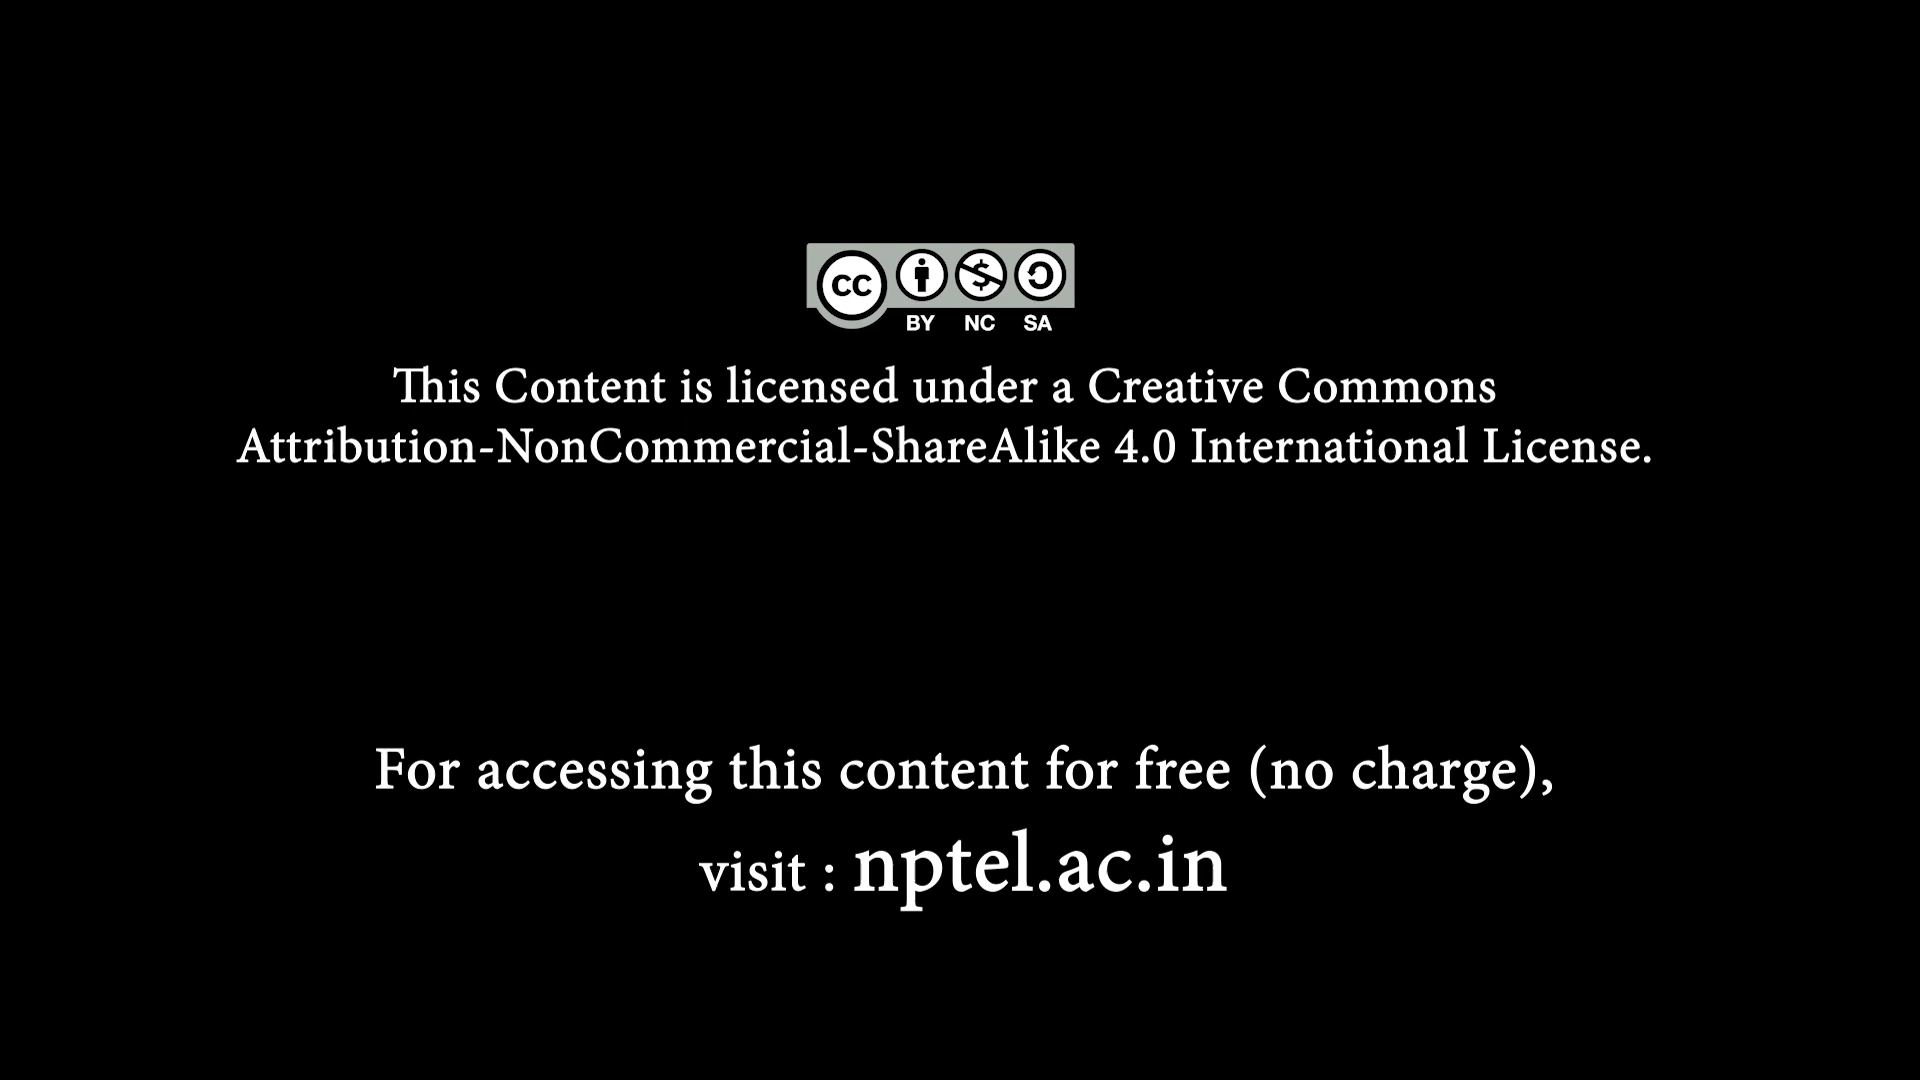 cc
BY NC SA
This Content is licensed under a Creative Commons
Attribution-NonCommercial-ShareAlike 4.0 International License.
For accessing this content for free (no charge),
visit : nptel.ac.in